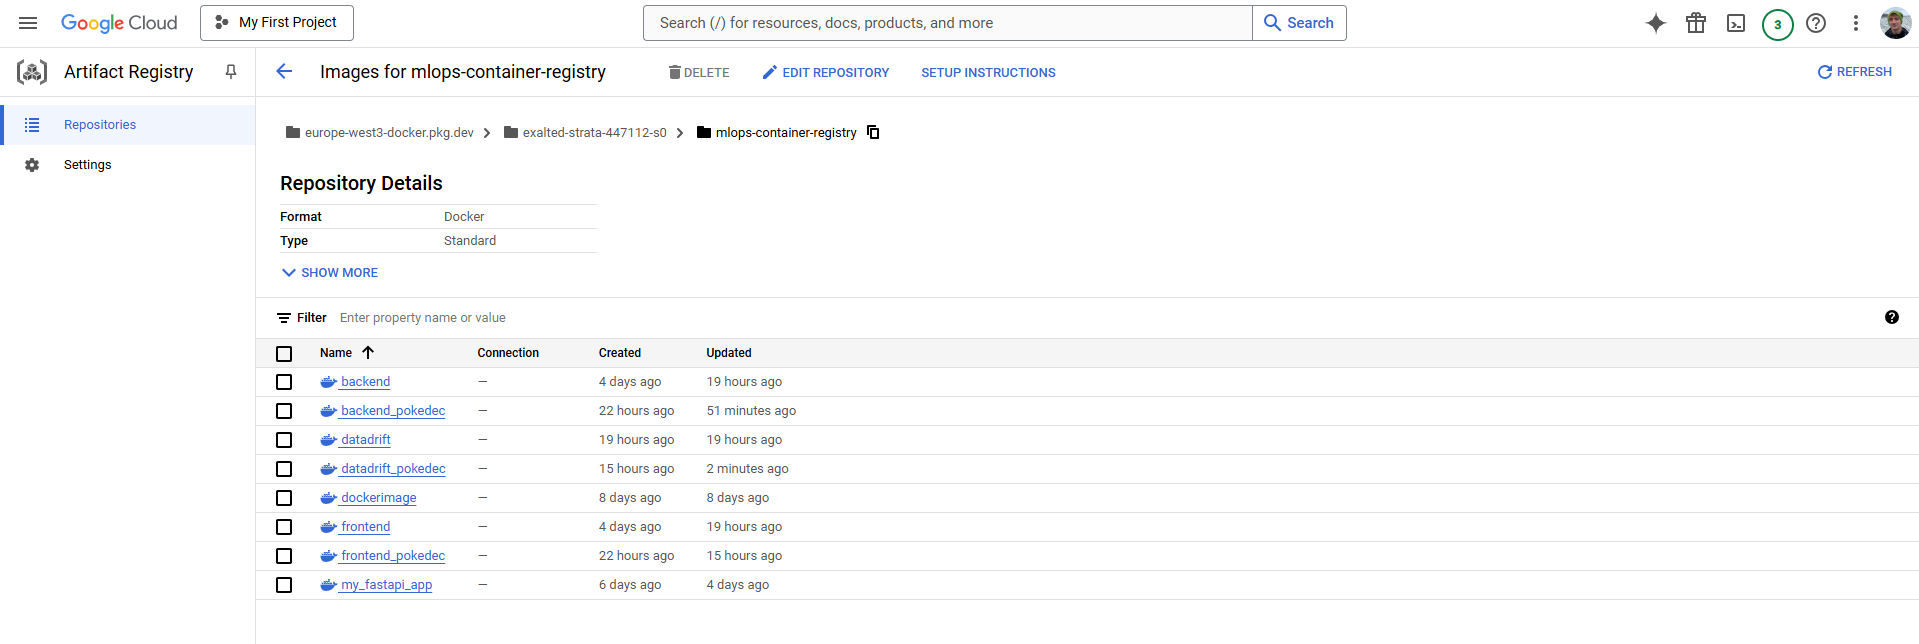 Google Cloud My First Project Search (/) for resources, docs, products, and more Search 3
Artifact Registry Images for mlops-container-registry DELETE EDIT REPOSITORY SETUP INSTRUCTIONS REFRESH
Repositories
Settings
europe-west3-docker.pkg.dev exalted-strata-447112-s0 mlops-container-registry
Repository Details
Format Docker
Type Standard
SHOW MORE
Filter Enter property name or value
Name Connection Created Updated
backend — 4 days ago 19 hours ago
backend_pokedec — 22 hours ago 51 minutes ago
datadrift — 19 hours ago 19 hours ago
datadrift_pokedec — 15 hours ago 2 minutes ago
dockerimage — 8 days ago 8 days ago
frontend — 4 days ago 19 hours ago
frontend_pokedec — 22 hours ago 15 hours ago
my_fastapi_app — 6 days ago 4 days ago